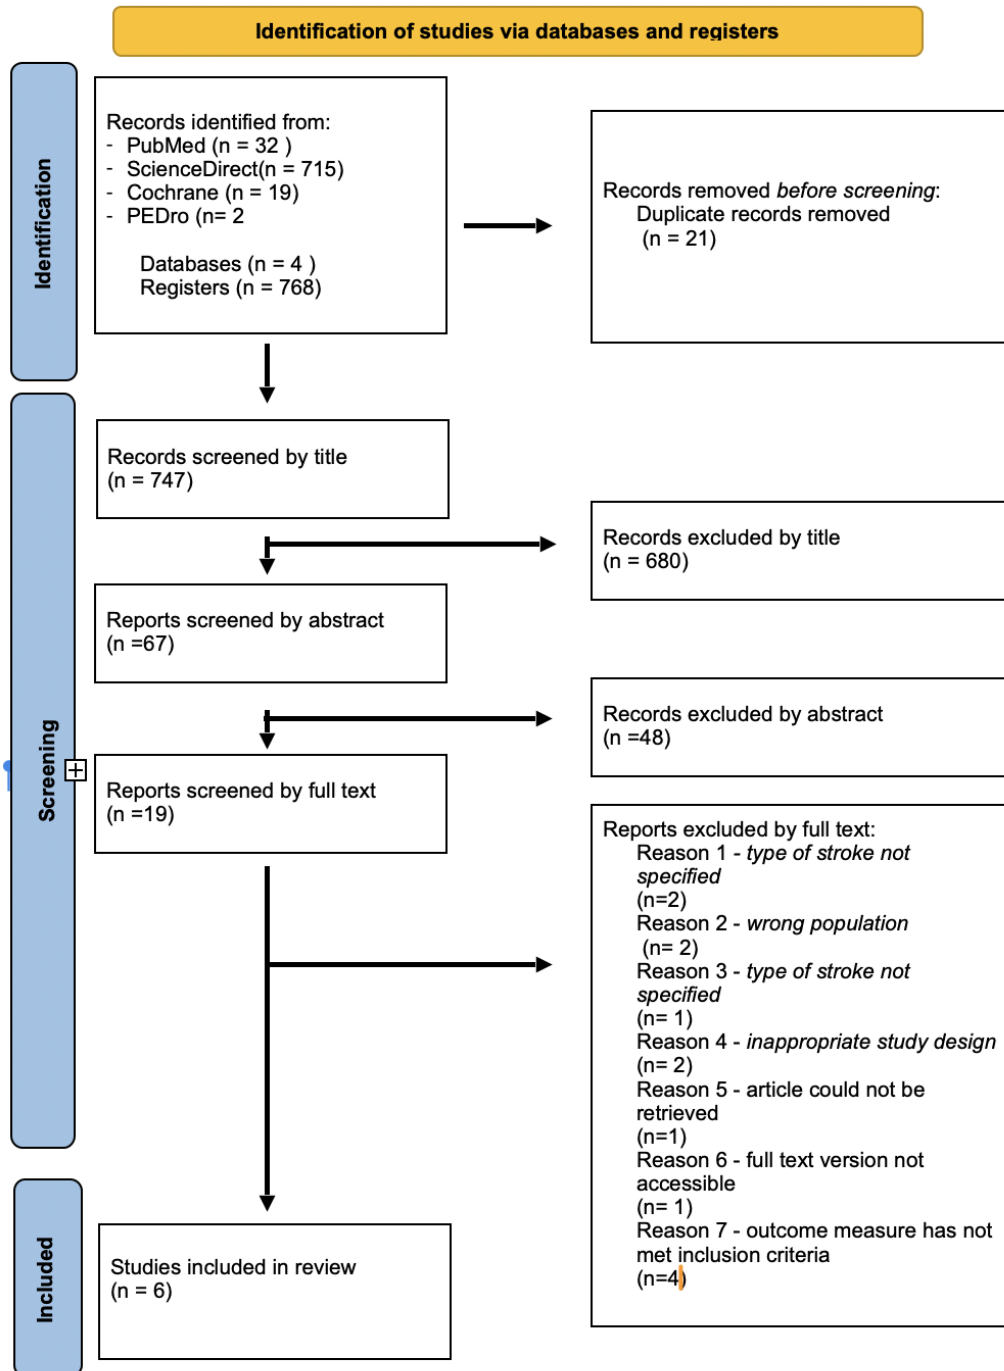 Identification of studies via databases and registers
Identification
Records identified from:
- PubMed (n = 32 )
- ScienceDirect(n = 715)
- Cochrane (n = 19)
- PEDro (n= 2
Databases (n = 4 )
Registers (n = 768)
Records removed before screening:
Duplicate records removed
(n = 21)
Screening
Records screened by title
(n = 747)
Records excluded by title
(n = 680)
Reports screened by abstract
(n =67)
Records excluded by abstract
(n =48)
Reports screened by full text
(n =19)
Reports excluded by full text:
Reason 1 - type of stroke not
specified
(n=2)
Reason 2 - wrong population
(n= 2)
Reason 3 - type of stroke not
specified
(n= 1)
Reason 4 - inappropriate study design
(n= 2)
Reason 5 - article could not be
retrieved
(n=1)
Reason 6 - full text version not
accessible
(n= 1)
Reason 7 - outcome measure has not
met inclusion criteria
(n=4)
Included
Studies included in review
(n = 6)